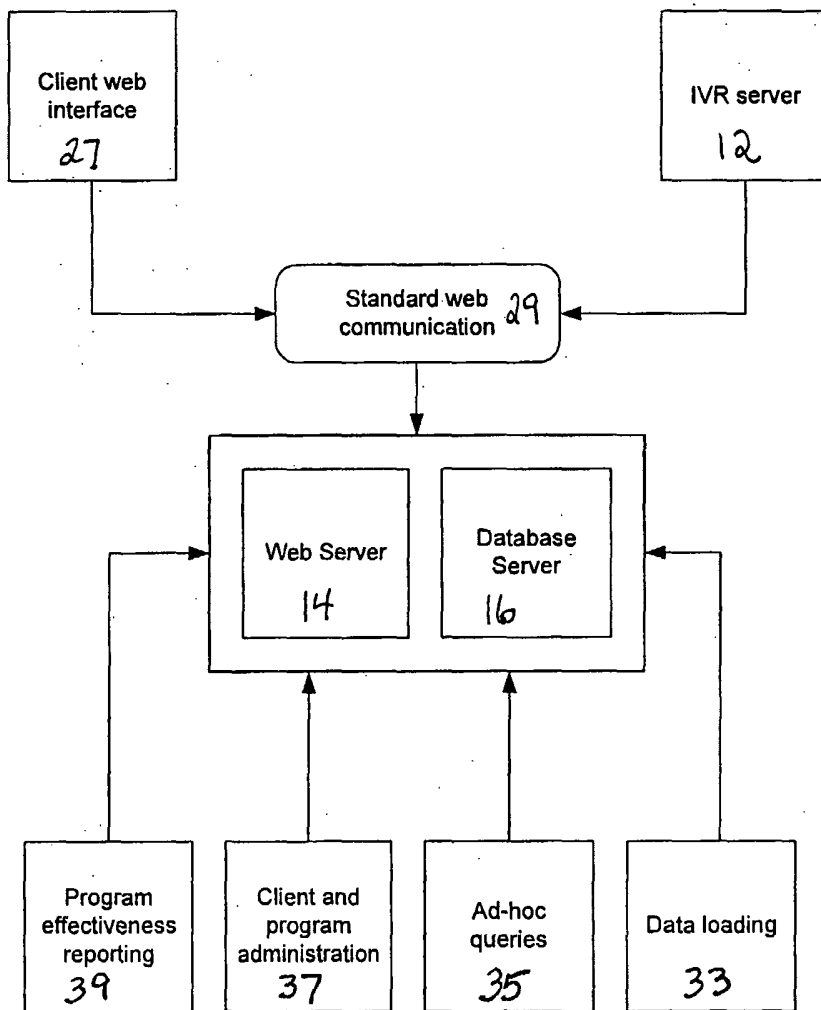 Client web
interface
27
IVR server
12
Standard web
communication 29
Web Server
14
Database
Server
16
Program
effectiveness
reporting
39
Client and
program
administration
37
Ad-hoc
queries
35
Data loading
33